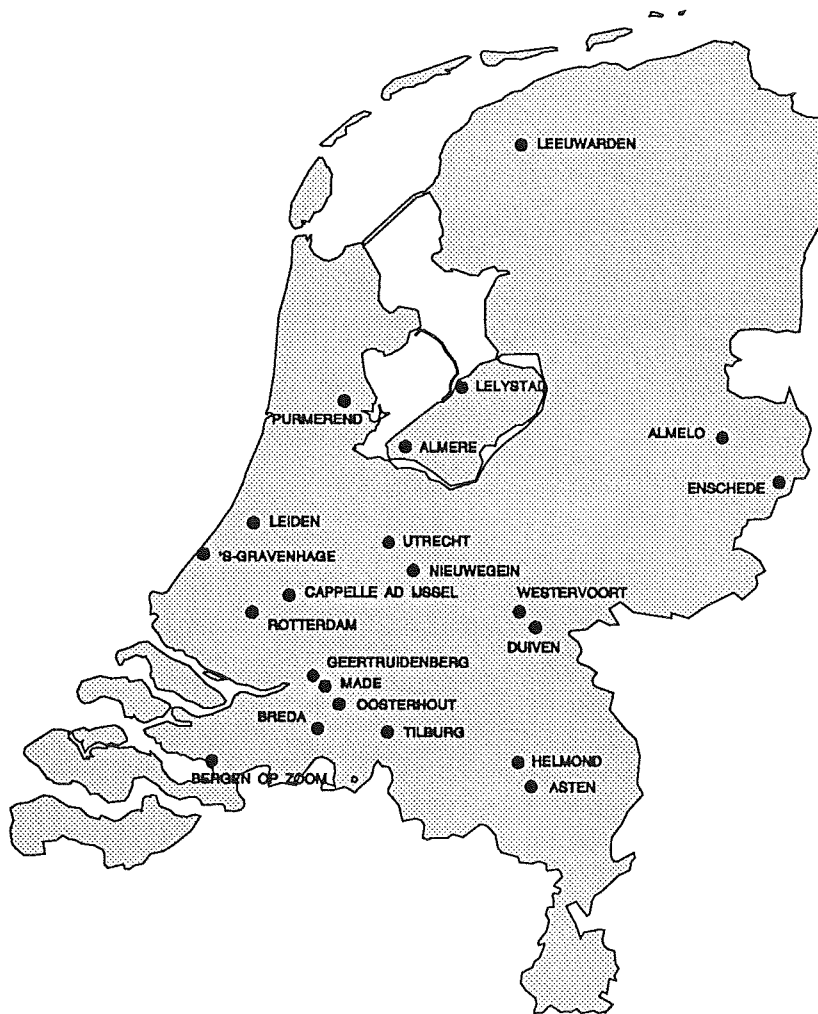 LEEUWARDEN
LELYSTAD
PURMEREND
ALMERE
ALMELO
ENSCHEDE
LEIDEN
UTRECHT
'S-GRAVENHAGE
NIEUWEGEIN
CAPPELLE AD IJSSEL
WESTERVOORT
ROTTERDAM
DUIVEN
GEERTRUIDENBERG
MADE
OOSTERHOUT
BREDA
TILBURG
HELMOND
BERGEN OP ZOOM
ASTEN